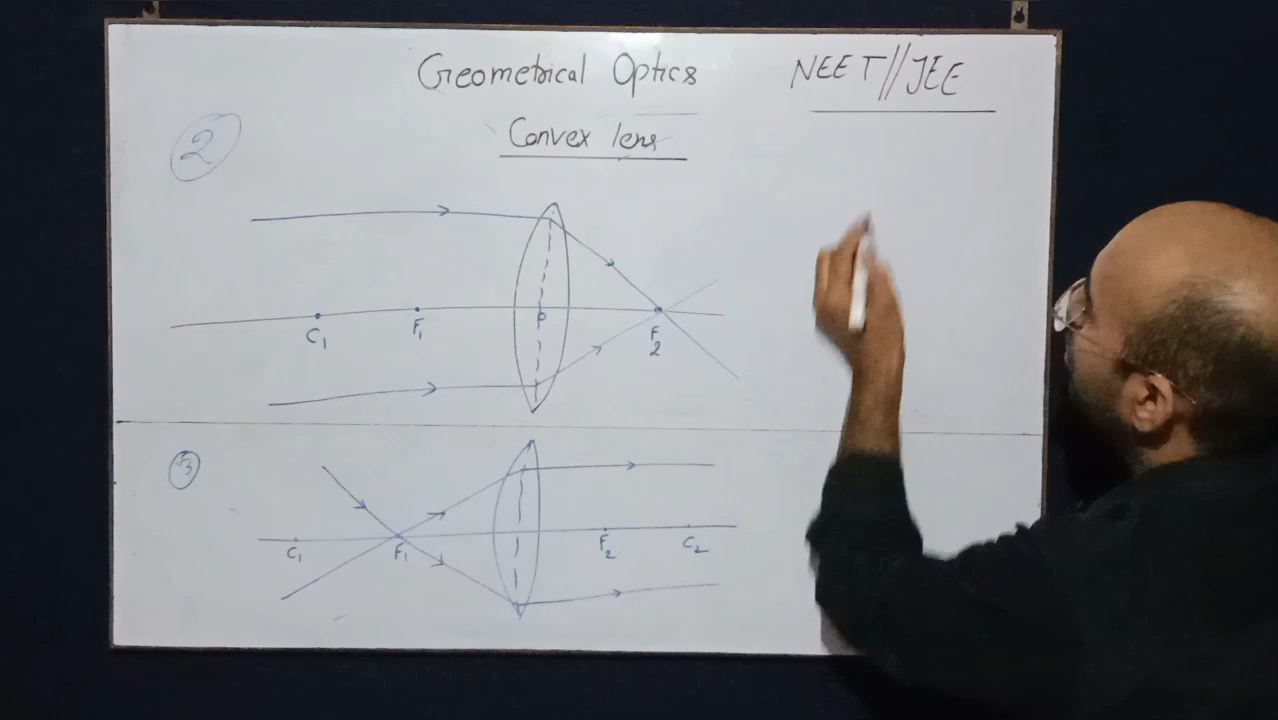 Geometrical Optics
NEET//JEE
Convex lens
2
C1 F1 P F2
3
C1 F1 F2 C2